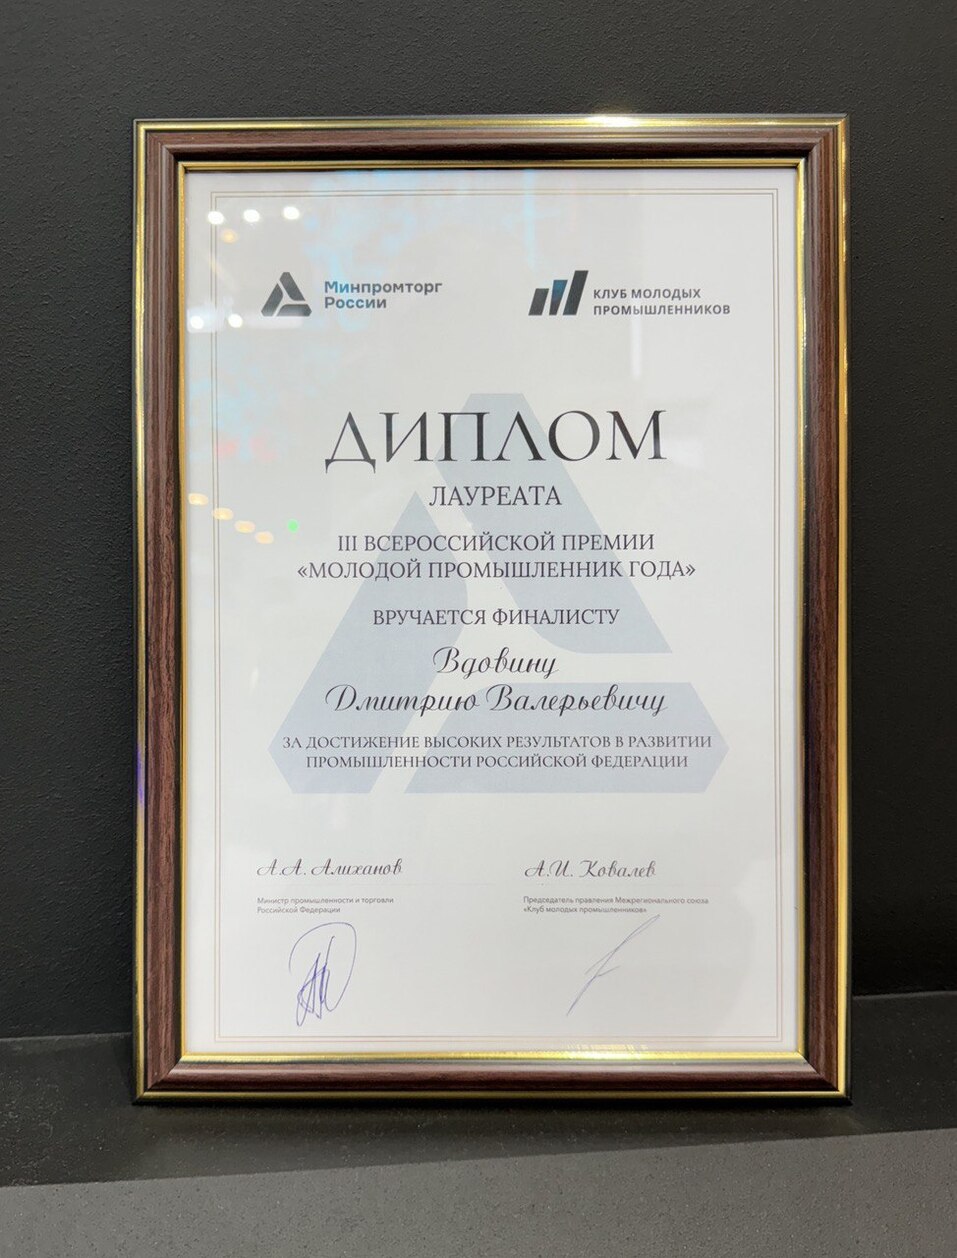 Минпромторг
России
КЛУБ МОЛОДЫХ
ПРОМЫШЛЕННИКОВ
ДИПЛОМ
ЛАУРЕАТА
III ВСЕРОССИЙСКОЙ ПРЕМИИ
«МОЛОДОЙ ПРОМЫШЛЕННИК ГОДА»
ВРУЧАЕТСЯ ФИНАЛИСТУ
Вдовину
Дмитрию Валерьевичу
ЗА ДОСТИЖЕНИЕ ВЫСОКИХ РЕЗУЛЬТАТОВ В РАЗВИТИИ
ПРОМЫШЛЕННОСТИ РОССИЙСКОЙ ФЕДЕРАЦИИ
А.А. Алиханов
Министр промышленности и торговли
Российской Федерации
А.И. Ковалев
Председатель правления Межрегионального союза
«Клуб молодых промышленников»